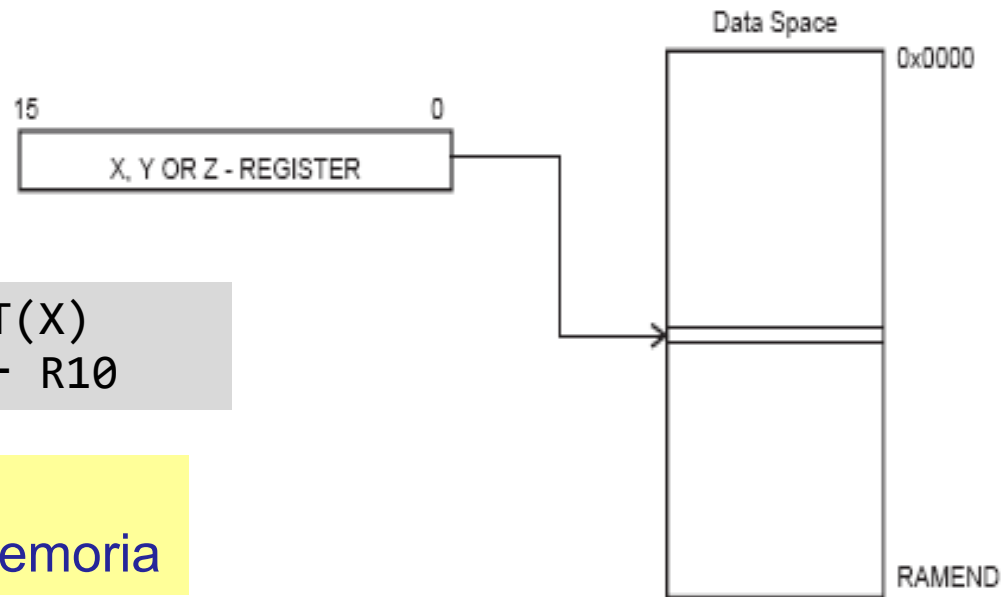 Data Space
0x0000
15 0
X, Y OR Z - REGISTER
T(X)
R10
emoria
RAMEND